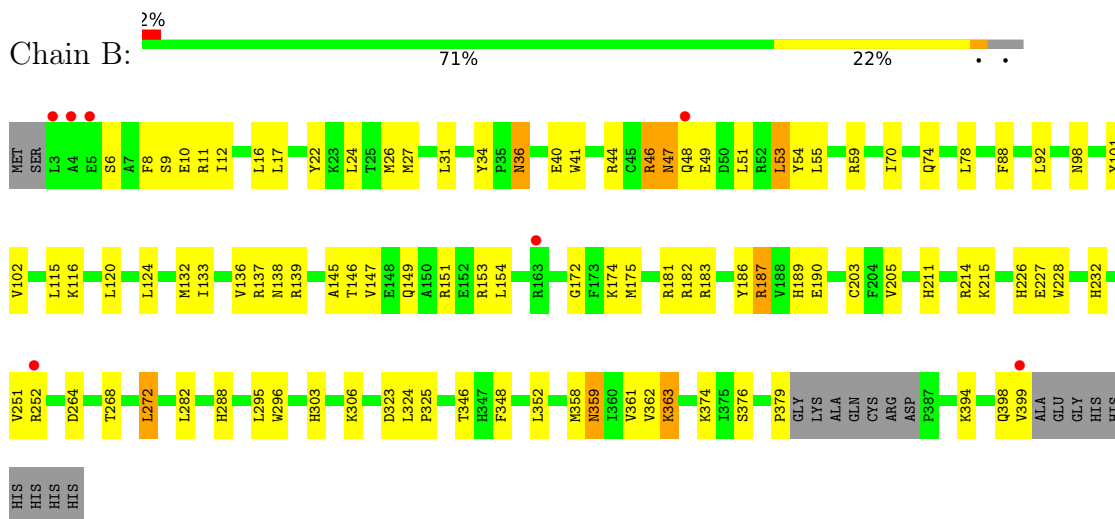 2%
Chain B:
71% 22% • •
MET SER L3 A4 E5 S6 A7 F8 S9 E10 R11 I12 L16 L17 Y22 K23 L24 T25 M26 M27 L31 Y34 P35 N36 E40 W41 R44 C45 R46 N47 Q48 E49 D50 L51 R52 L53 Y54 L55 R59 I70 Q74 L78 F88 L92 N98 Y101
V102 L115 K116 L120 L124 M132 I133 V136 R137 N138 R139 A145 T146 V147 E148 Q149 A150 R151 E152 R153 L154 R163 G172 F173 K174 M175 R181 R182 R183 Y186 R187 V188 H189 E190 C203 F204 V205 H211 R214 K215 H226 E227 W228 H232
V251 R252 D264 T268 L272 L282 H288 L295 W296 H303 K306 D323 L324 P325 T346 H347 F348 L352 M358 N359 I360 V361 V362 K363 K374 I375 S376 P379 GLY LYS ALA GLN CYS ARG ASP P387 K394 Q398 V399 ALA GLU GLY HIS HIS
HIS HIS HIS HIS